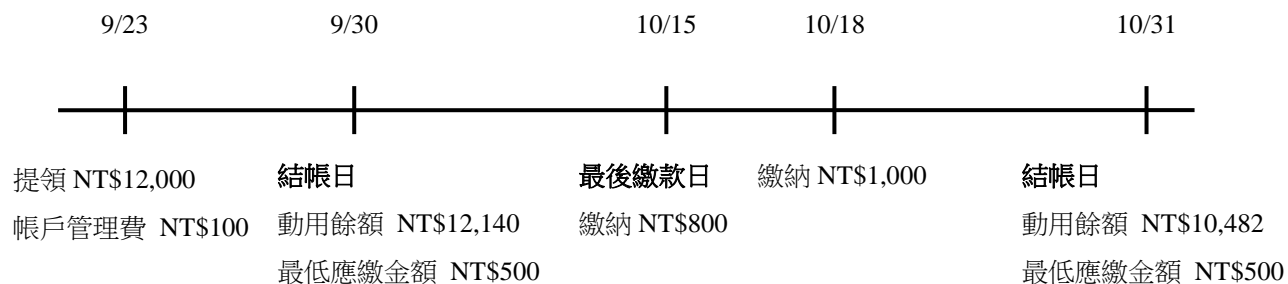 9/23 9/30 10/15 10/18 10/31
提領 NT$12,000 結帳日 最後繳款日 繳納 NT$1,000 結帳日
帳戶管理費 NT$100 動用餘額 NT$12,140 繳納 NT$800 動用餘額 NT$10,482
最低應繳金額 NT$500 最低應繳金額 NT$500